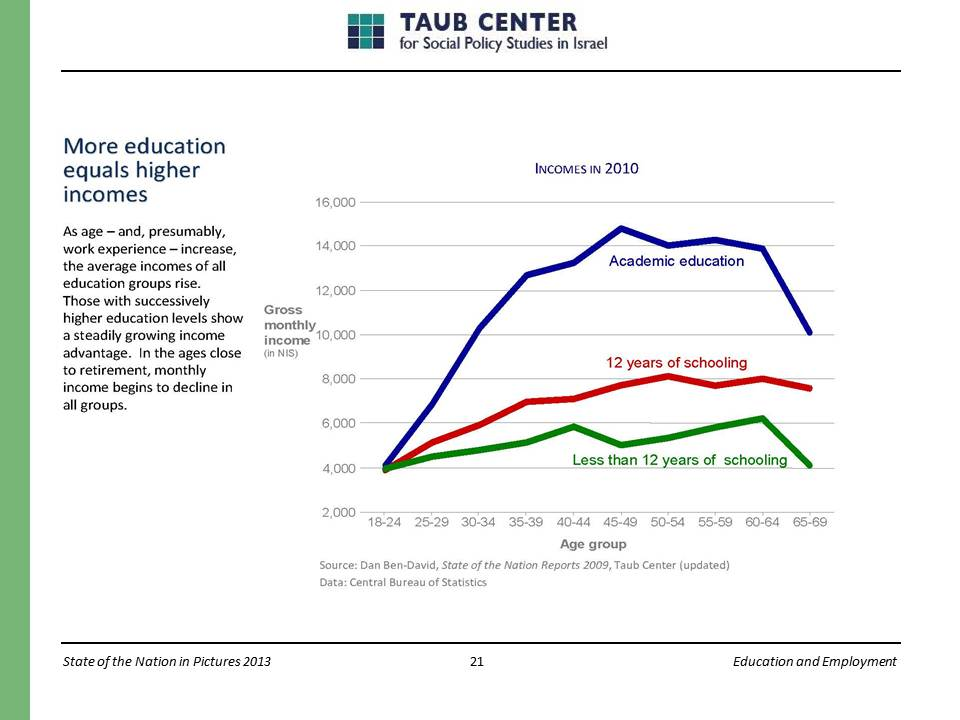 TAUB CENTER
for Social Policy Studies in Israel
More education
equals higher
incomes
As age – and, presumably,
work experience – increase,
the average incomes of all
education groups rise.
Those with successively
higher education levels show
a steadily growing income
advantage.  In the ages close
to retirement, monthly
income begins to decline in
all groups.
INCOMES IN 2010
Gross
monthly
income
(in NIS)
16,000
14,000
12,000
10,000
8,000
6,000
4,000
2,000
Academic education
12 years of schooling
Less than 12 years of  schooling
18-24 25-29 30-34 35-39 40-44 45-49 50-54 55-59 60-64 65-69
Age group
Source: Dan Ben-David, State of the Nation Reports 2009, Taub Center (updated)
Data: Central Bureau of Statistics
State of the Nation in Pictures 2013 21 Education and Employment